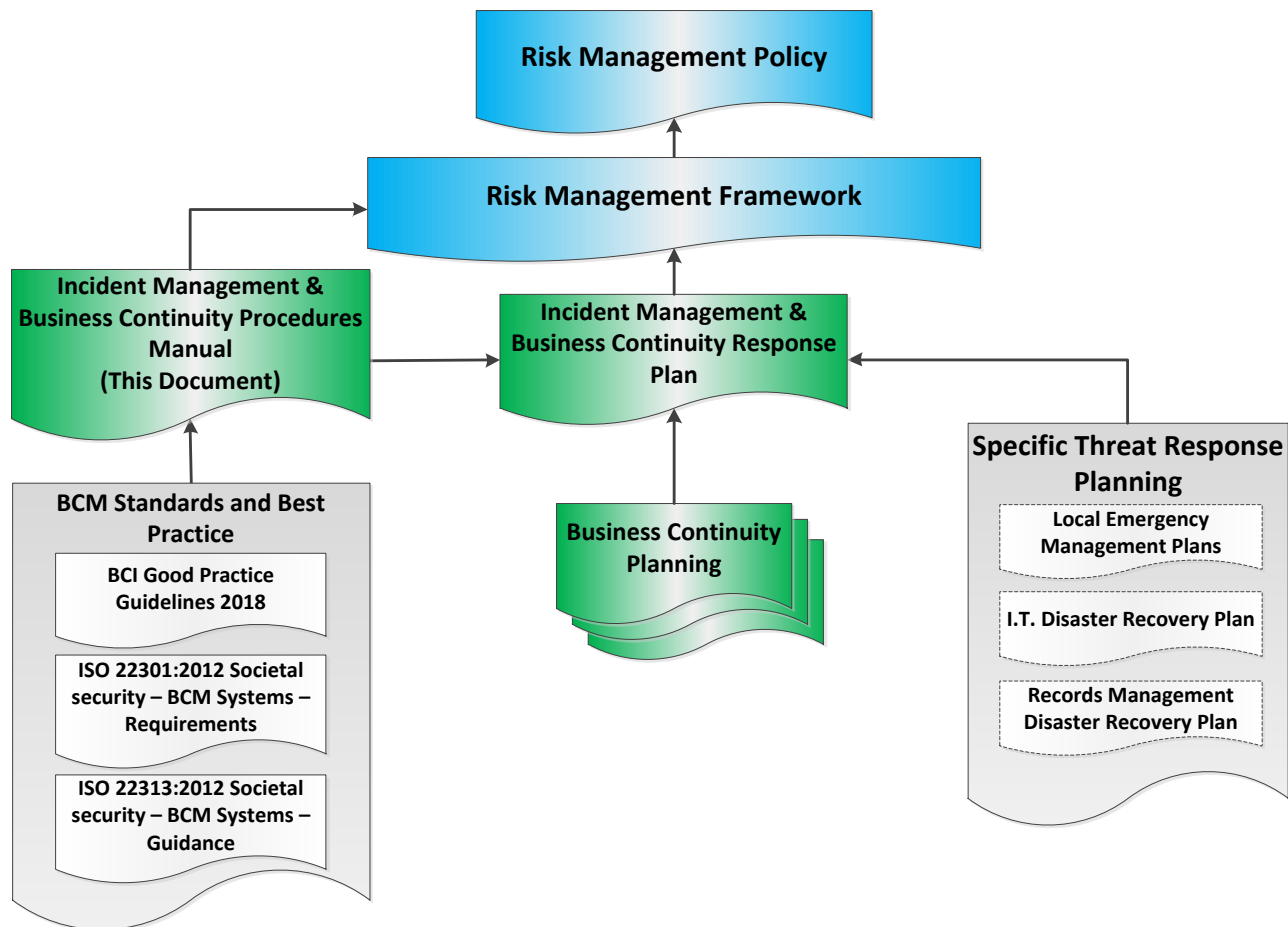 Risk Management Policy
Risk Management Framework
Incident Management &
Business Continuity Procedures
Manual
(This Document)
Incident Management &
Business Continuity Response
Plan
BCM Standards and Best
Practice
BCI Good Practice
Guidelines 2018
ISO 22301:2012 Societal
security – BCM Systems –
Requirements
ISO 22313:2012 Societal
security – BCM Systems –
Guidance
Business Continuity
Planning
Specific Threat Response
Planning
Local Emergency
Management Plans
I.T. Disaster Recovery Plan
Records Management
Disaster Recovery Plan